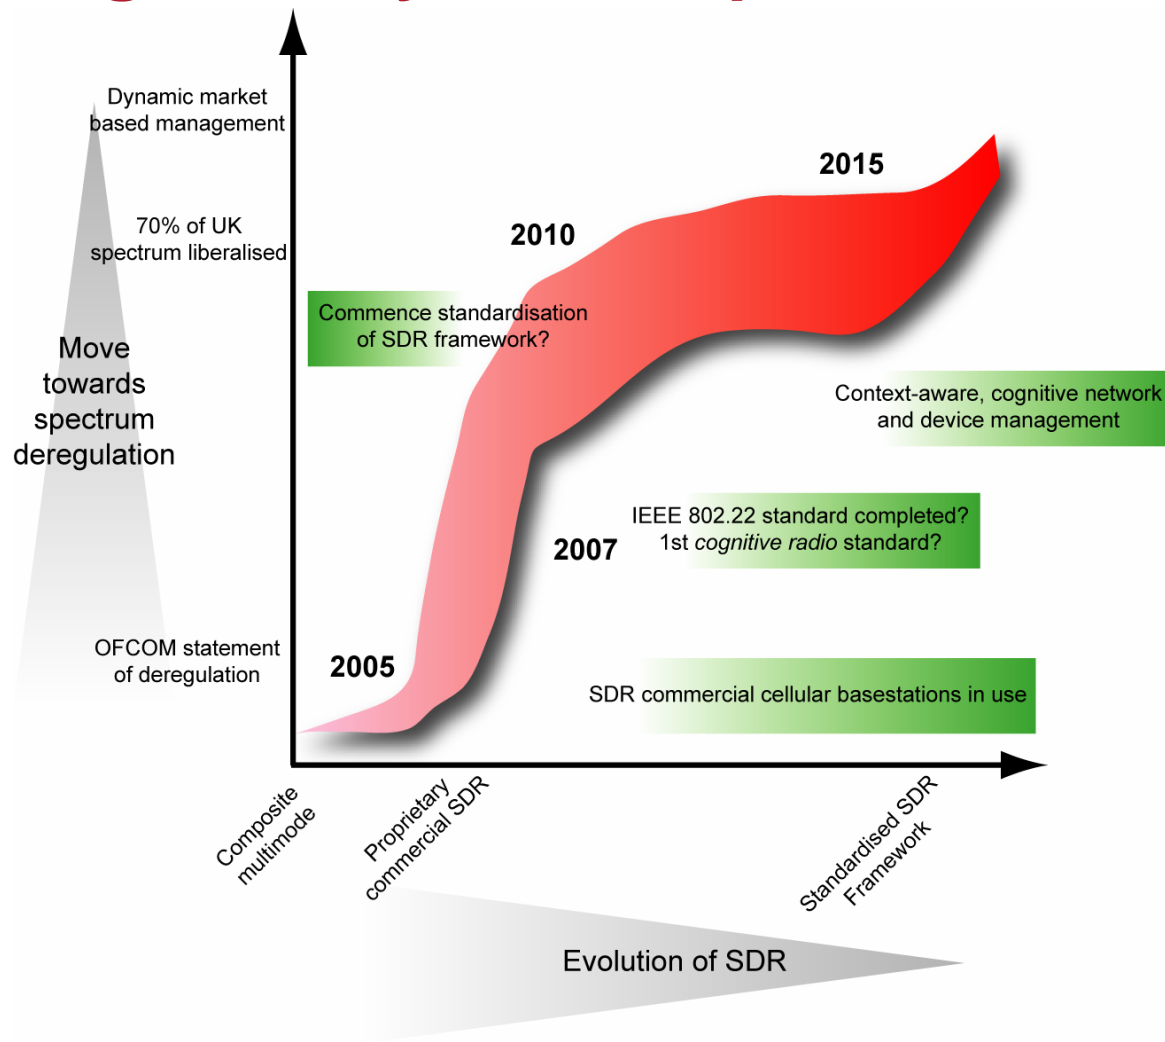 Dynamic market
based management
2015
70% of UK
spectrum liberalised
2010
Commence standardisation
of SDR framework?
Move
towards
spectrum
deregulation
Context-aware, cognitive network
and device management
IEEE 802.22 standard completed?
1st cognitive radio standard?
2007
OFCOM statement
of deregulation
2005
SDR commercial cellular basestations in use
Composite
multimode
Proprietary
commercial SDR
Standardised SDR
Framework
Evolution of SDR